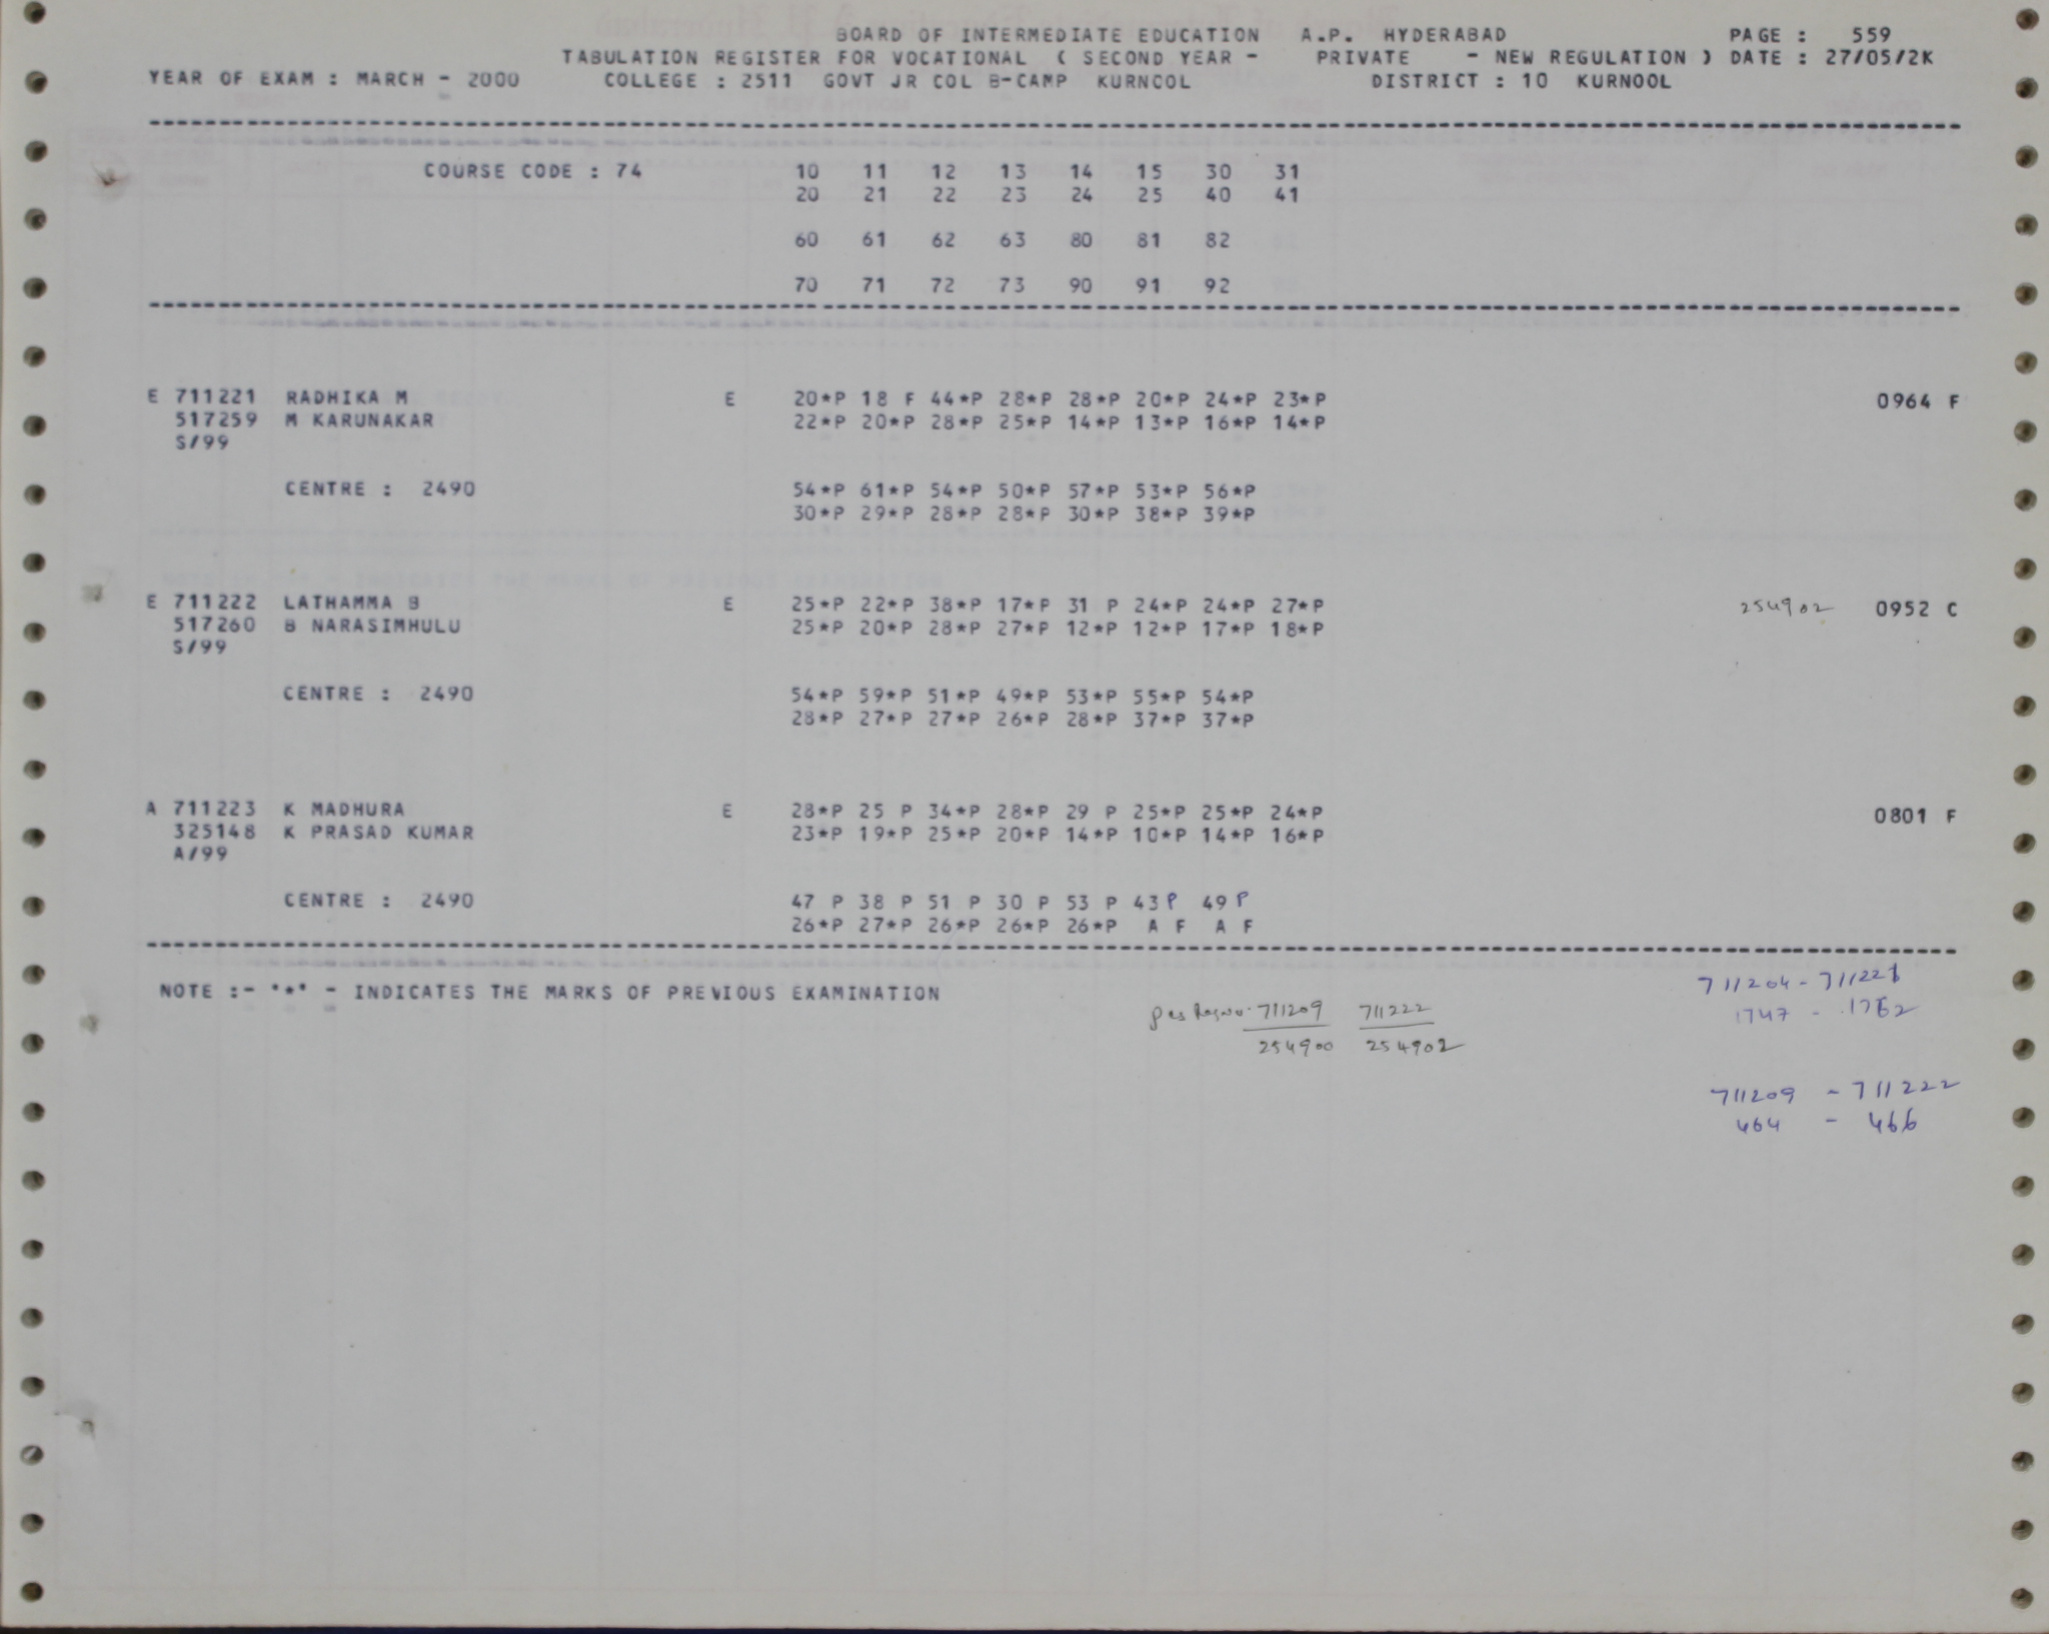 BOARD OF INTERMEDIATE EDUCATION A.P. HYDERABAD PAGE : 559
TABULATION REGISTER FOR VOCATIONAL ( SECOND YEAR - PRIVATE - NEW REGULATION ) DATE : 27/05/2K
YEAR OF EXAM : MARCH - 2000 COLLEGE : 2511 GOVT JR COL B-CAMP KURNOOL DISTRICT : 10 KURNOOL
COURSE CODE : 74 10 11 12 13 14 15 30 31
20 21 22 23 24 25 40 41
60 61 62 63 80 81 82
70 71 72 73 90 91 92
E 711221 RADHIKA M E 20*P 18 F 44*P 28*P 28*P 20*P 24*P 23*P 0964 F
517259 M KARUNAKAR 22*P 20*P 28*P 25*P 14*P 13*P 16*P 14*P
S/99
CENTRE : 2490 54*P 61*P 54*P 50*P 57*P 53*P 56*P
30*P 29*P 28*P 28*P 30*P 38*P 39*P
E 711222 LATHAMMA B E 25*P 22*P 38*P 17*P 31 P 24*P 24*P 27*P 254902 0952 C
517260 B NARASIMHULU 25*P 20*P 28*P 27*P 12*P 12*P 17*P 18*P
S/99
CENTRE : 2490 54*P 59*P 51*P 49*P 53*P 55*P 54*P
28*P 27*P 27*P 26*P 28*P 37*P 37*P
A 711223 K MADHURA E 28*P 25 P 34*P 28*P 29 P 25*P 25*P 24*P 0801 F
325148 K PRASAD KUMAR 23*P 19*P 25*P 20*P 14*P 10*P 14*P 16*P
A/99
CENTRE : 2490 47 P 38 P 51 P 30 P 53 P 43 P 49 P
26*P 27*P 26*P 26*P 26*P A F A F
NOTE :- '*' - INDICATES THE MARKS OF PREVIOUS EXAMINATION
711204 -
1747 -
711209 711222
254900 254902
711209 - 711222
464 - 466